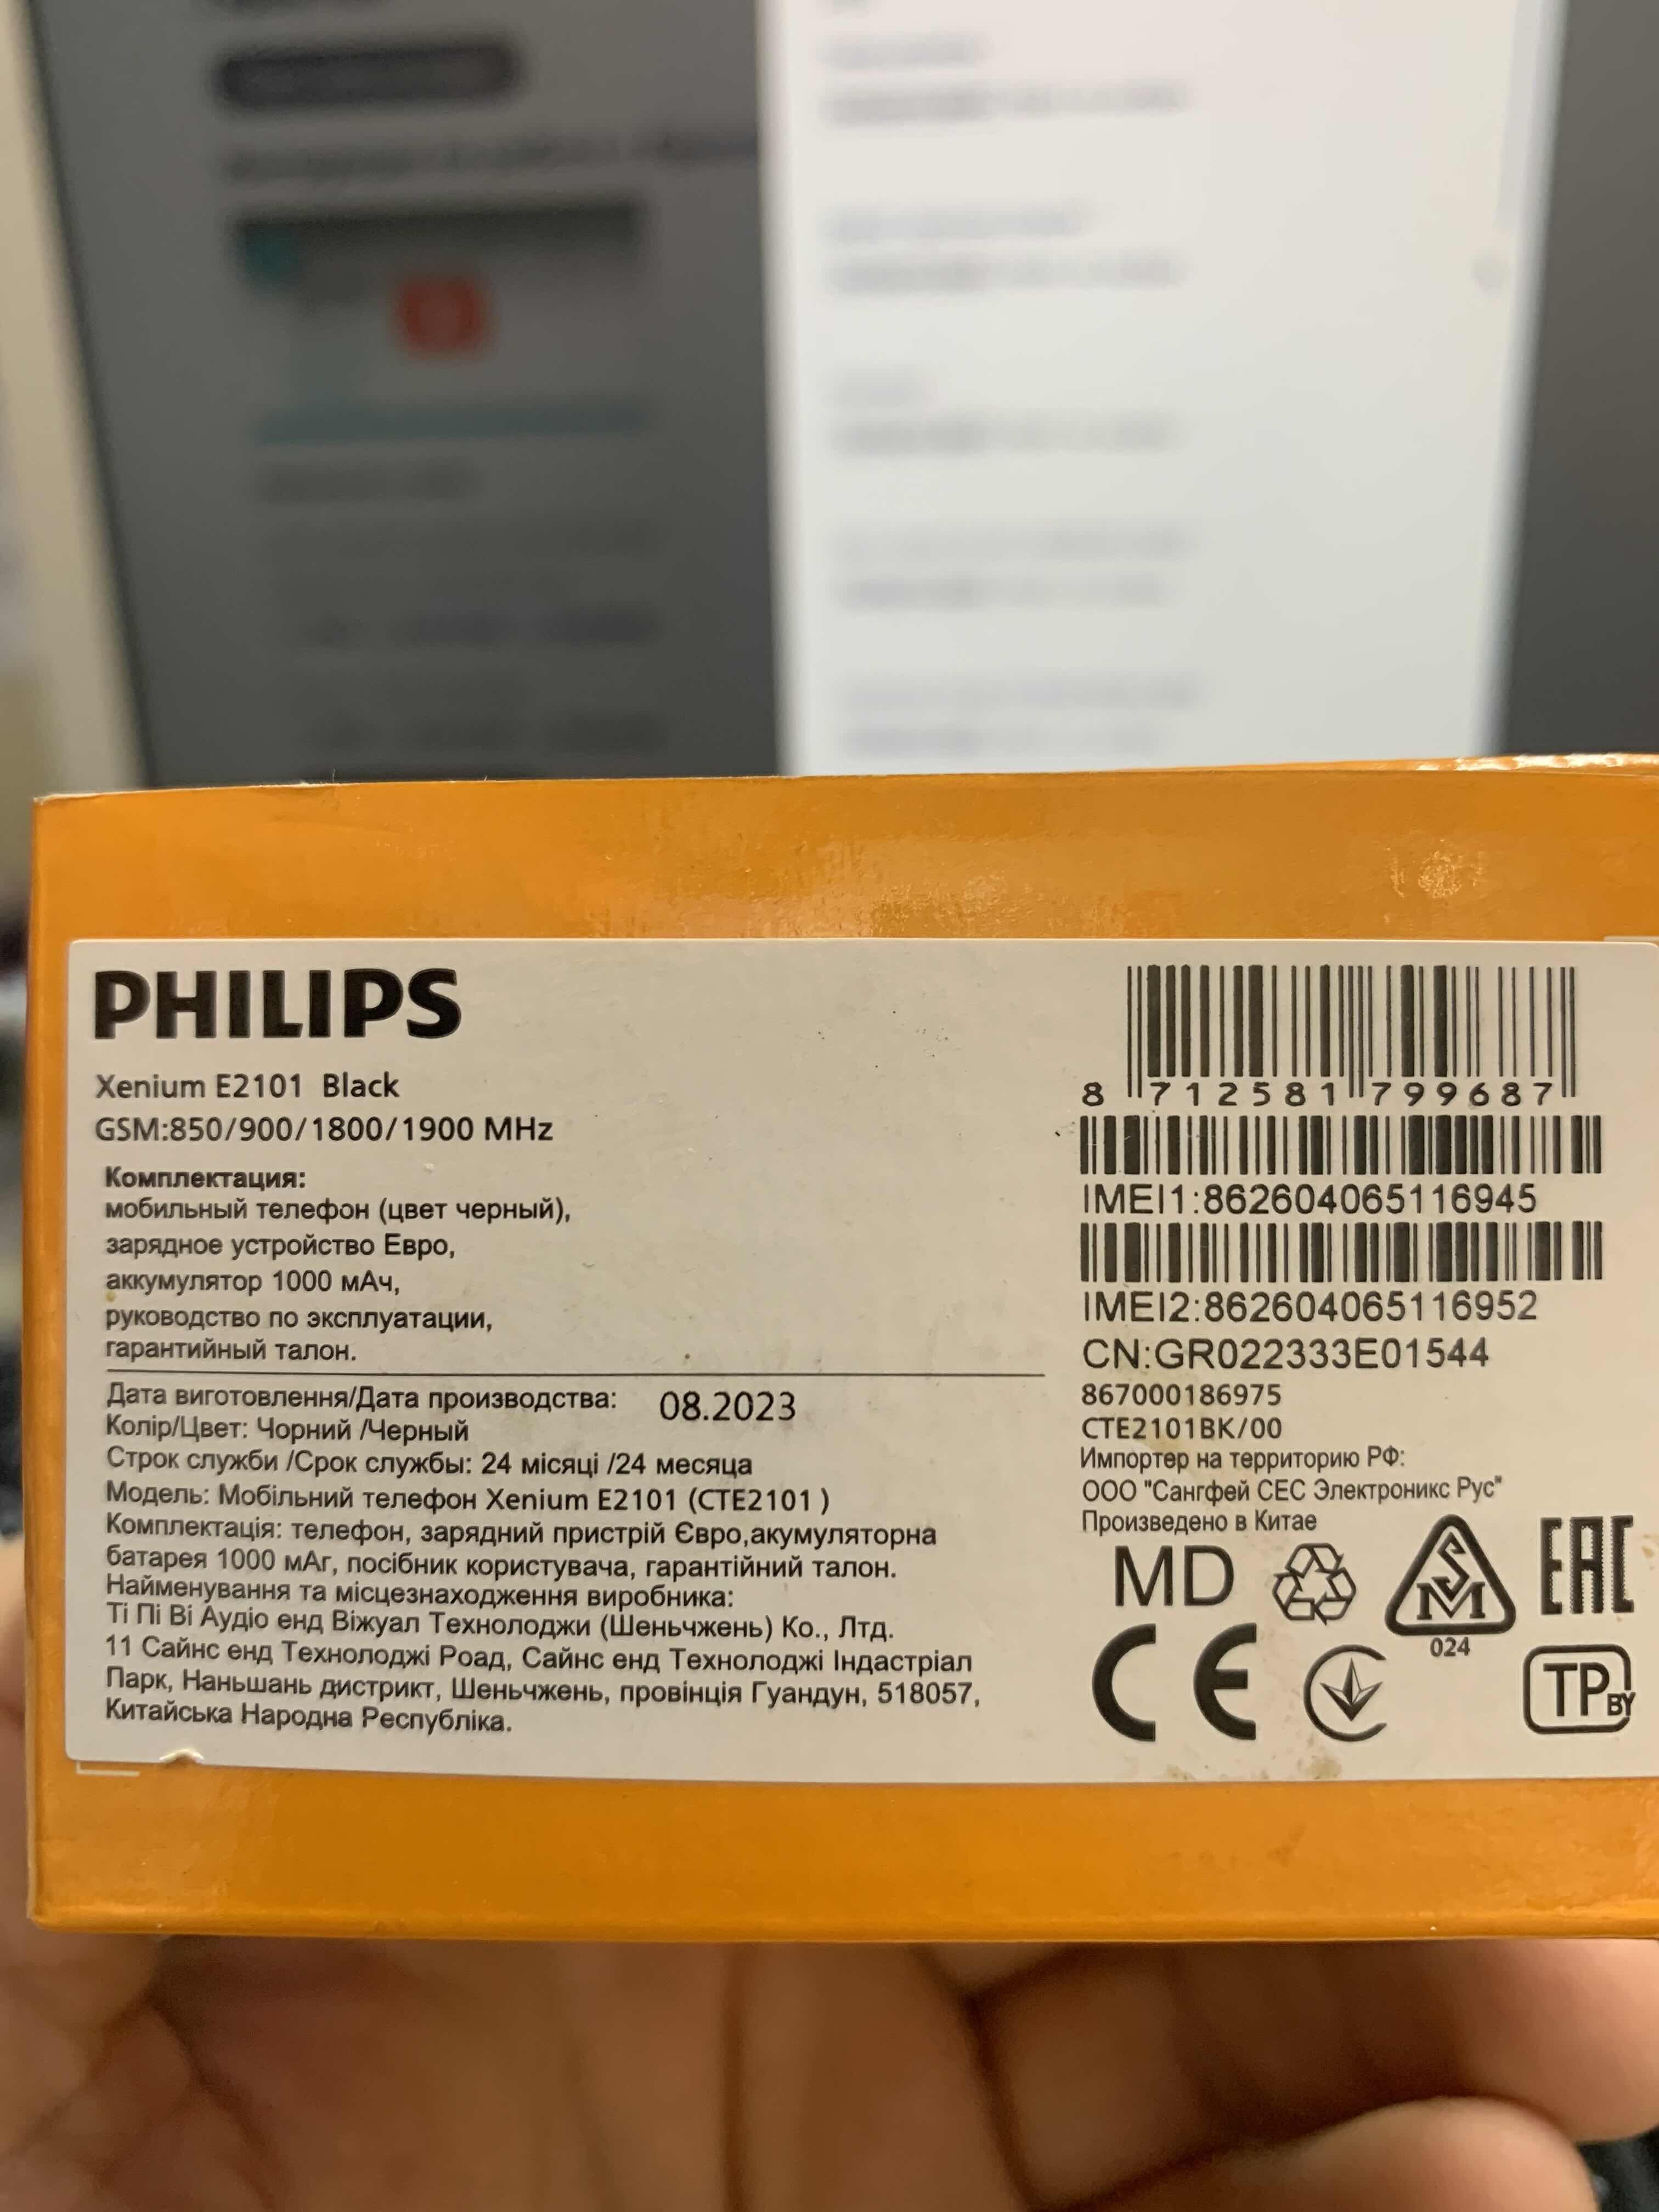 PHILIPS
Xenium E2101 Black
GSM:850/900/1800/1900 MHz
Комплектация:
мобильный телефон (цвет черный),
зарядное устройство Евро,
аккумулятор 1000 мАч,
руководство по эксплуатации,
гарантийный талон.
Дата виготовлення/Дата производства: 08.2023
Колір/Цвет: Чорний /Черный
Строк служби /Срок службы: 24 місяці /24 месяца
Модель: Мобільний телефон Xenium E2101 (CTE2101 )
Комплектація: телефон, зарядний пристрій Євро,акумуляторна
батарея 1000 мАг, посібник користувача, гарантійний талон.
Найменування та місцезнаходження виробника:
Ті Пі Ві Аудіо енд Віжуал Технолоджи (Шеньчжень) Ко., Лтд.
11 Сайнс енд Технолоджі Роад, Сайнс енд Технолоджі Індастріал
Парк, Наньшань дистрикт, Шеньчжень, провінція Гуандун, 518057,
Китайська Народна Республіка.
8 712581 799687
IMEI1:862604065116945
IMEI2:862604065116952
CN:GR022333E01544
867000186975
CTE2101BK/00
Импортер на территорию РФ:
ООО "Сангфей СЕС Электроникс Рус"
Произведено в Китае
MD
SM
024
EAC
CE
TP BY